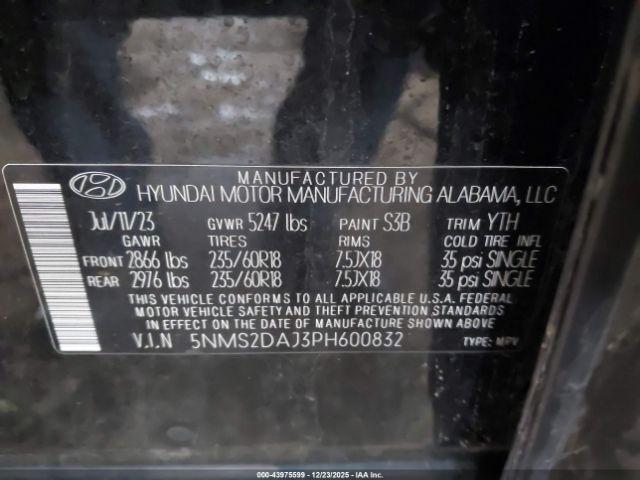 MANUFACTURED BY
HYUNDAI MOTOR MANUFACTURING ALABAMA, LLC
Jul/11/23 GVWR 5247 lbs PAINT S3B TRIM YTH
GAWR TIRES RIMS COLD TIRE INFL
FRONT 2866 lbs 235/60R18 7.5JX18 35 psi SINGLE
REAR 2976 lbs 235/60R18 7.5JX18 35 psi SINGLE
THIS VEHICLE CONFORMS TO ALL APPLICABLE U.S.A. FEDERAL
MOTOR VEHICLE SAFETY AND THEFT PREVENTION STANDARDS
IN EFFECT ON THE DATE OF MANUFACTURE SHOWN ABOVE
V.I.N 5NMS2DAJ3PH600832 TYPE: MPV
000-43975599 - 12/23/2025 - IAA Inc.